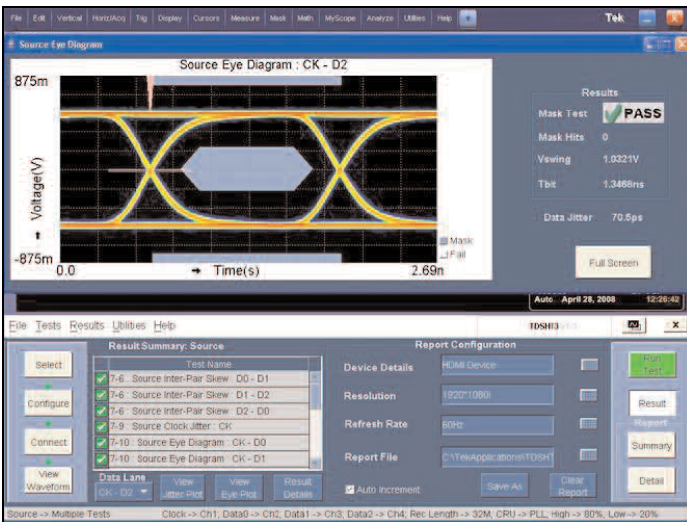 File Edit Vertical Horiz/Acq Trig Display Cursors Measure Mask Math MyScope Analyze Utilities Help Tek
Source Eye Diagram
Source Eye Diagram : CK - D2
875m
-875m
Voltage(V)
0.0 Time(s) 2.69n
Mask
Fail
Results
Mask Test PASS
Mask Hits 0
Vswing 1.0321V
Tbit 1.3468ns
Data Jitter 70.5ps
Full Screen
Auto April 28, 2008 12:26:42
File Tests Results Utilities Help TDSHT3 X
Select
Configure
Connect
View
Waveform
Result Summary: Source
Test Name
7-6 : Source Inter-Pair Skew : D0 - D1
7-6 : Source Inter-Pair Skew : D1 - D2
7-6 : Source Inter-Pair Skew : D2 - D0
7-9 : Source Clock Jitter : CK
7-10 : Source Eye Diagram : CK - D0
7-10 : Source Eye Diagram : CK - D1
Data Lane
CK - D2
View
Jitter Plot
View
Eye Plot
Result
Details
Report Configuration
Device Details HDMI Device
Resolution 1920*1080i
Refresh Rate 60Hz
Report File C:\TekApplications\TDSHT
Auto Increment
Save As
Clear
Report
Run
Test
Result
Report
Summary
Detail
Source -> Multiple Tests Clock -> Ch1, Data0 -> Ch2, Data1 -> Ch3, Data2 -> Ch4; Rec Length -> 32M, CRU -> PLL, High -> 80%, Low -> 20%